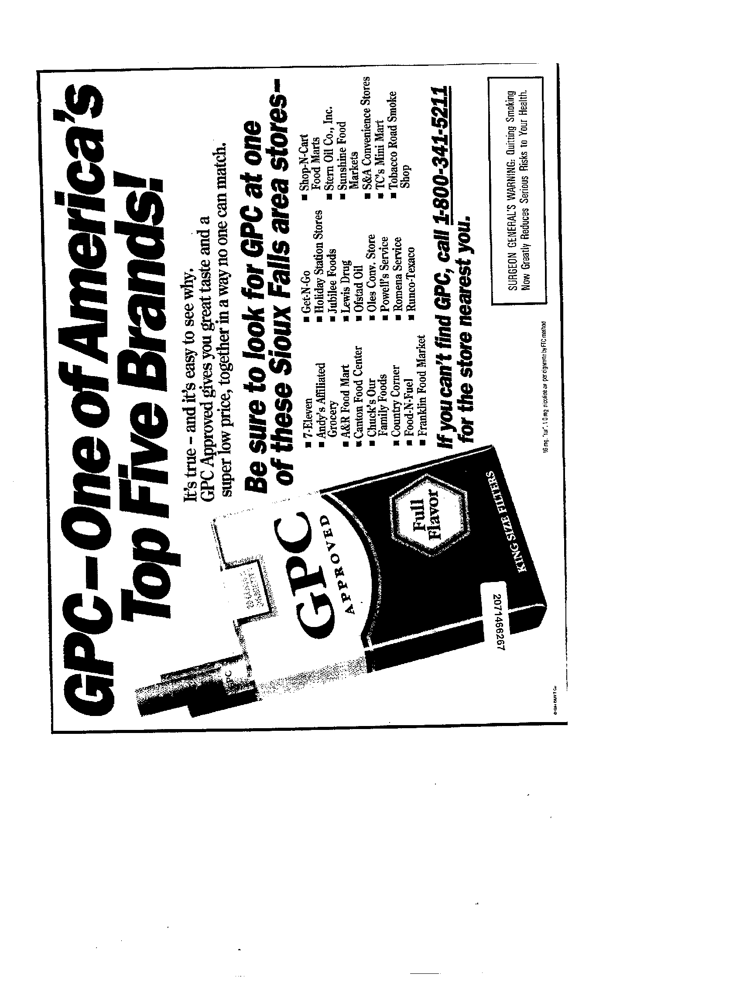 GPC–One of America's
Top Five Brands!
It's true – and it's easy to see why.
GPC Approved gives you great taste and a
super low price, together in a way no one can match.
Be sure to look for GPC at one
of these Sioux Falls area stores–
■ 7-Eleven
■ Andy's Affiliated
Grocery
■ A&R Food Mart
■ Canton Food Center
■ Chuck's Our
Family Foods
■ Country Corner
■ Food-N-Fuel
■ Franklin Food Market
■ Get-N-Go
■ Holiday Station Stores
■ Jubilee Foods
■ Lewis Drug
■ Ofstad Oil
■ Oles Conv. Store
■ Powell's Service
■ Romena Service
■ Runco-Texaco
■ Shop-N-Cart
Food Marts
■ Stern Oil Co., Inc.
■ Sunshine Food
Markets
■ S&A Convenience Stores
■ TC's Mini Mart
■ Tobacco Road Smoke
Shop
If you can't find GPC, call 1-800-341-5211
for the store nearest you.
GPC
GPC
APPROVED
Full
Flavor
KING SIZE FILTERS
2071466267
SURGEON GENERAL'S WARNING: Quitting Smoking
Now Greatly Reduces Serious Risks to Your Health.
16 mg. "tar", 1.0 mg. nicotine av. per cigarette by FTC method.